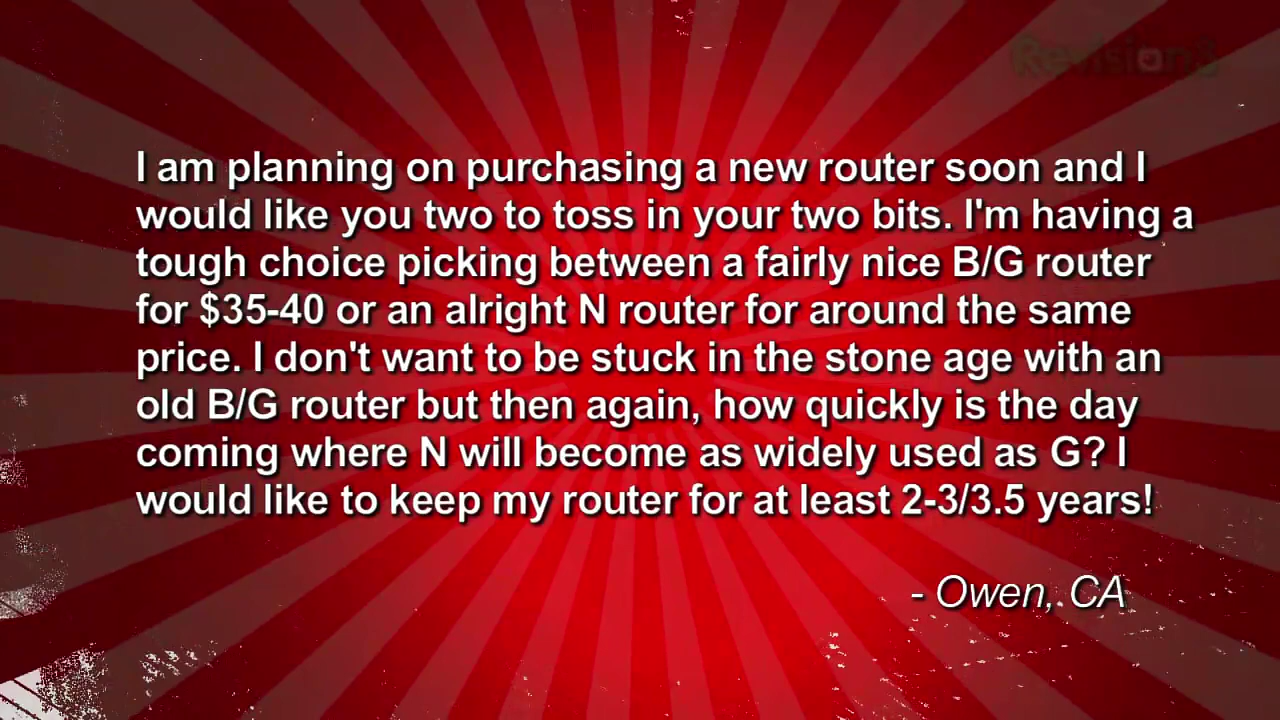 Revision3
I am planning on purchasing a new router soon and I
would like you two to toss in your two bits. I'm having a
tough choice picking between a fairly nice B/G router
for $35-40 or an alright N router for around the same
price. I don't want to be stuck in the stone age with an
old B/G router but then again, how quickly is the day
coming where N will become as widely used as G? I
would like to keep my router for at least 2-3/3.5 years!
- Owen, CA